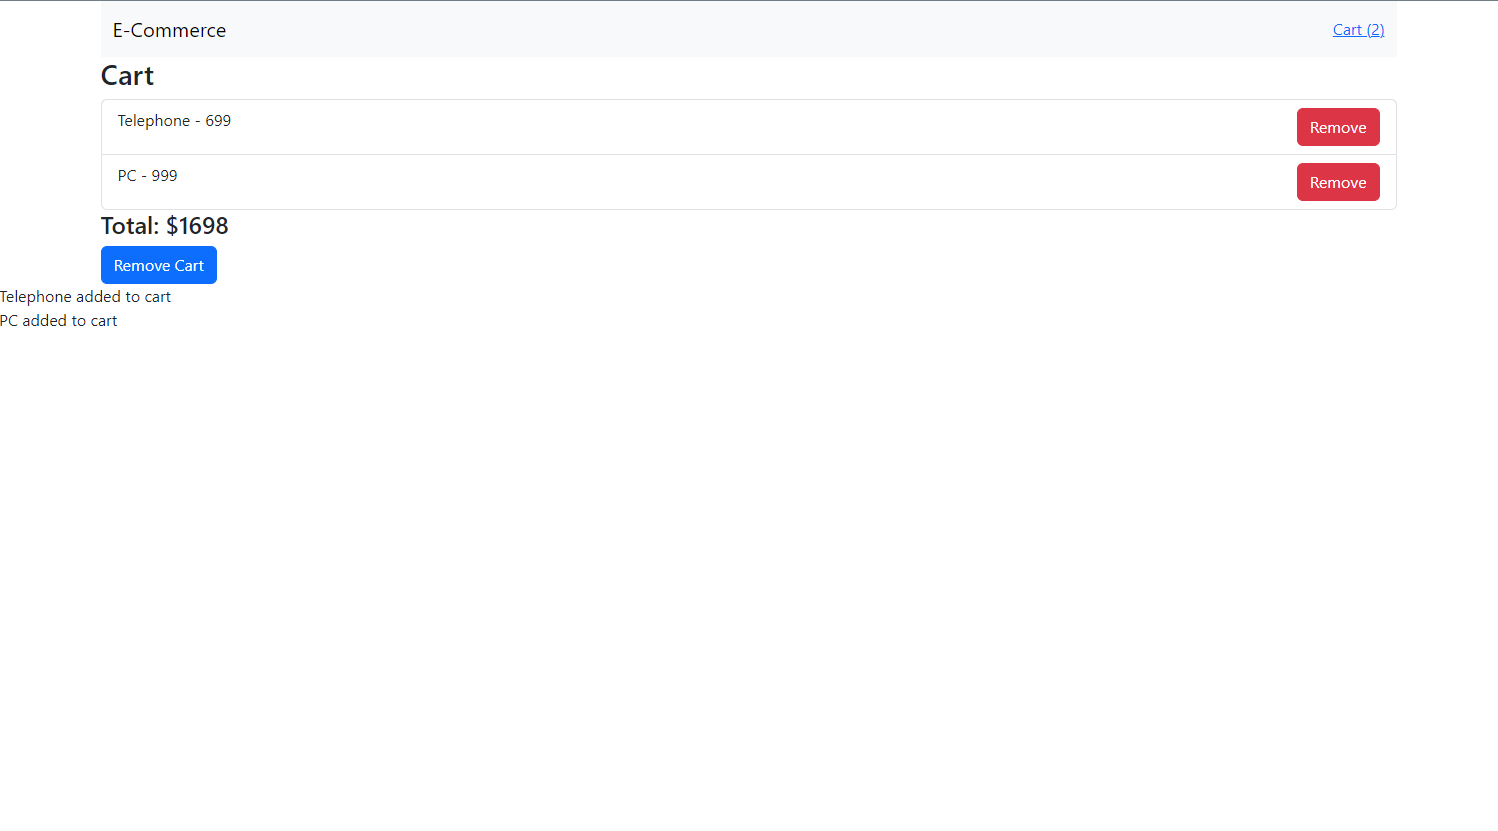 E-Commerce Cart (2)
Cart
Telephone - 699 Remove
PC - 999 Remove
Total: $1698
Remove Cart
Telephone added to cart
PC added to cart